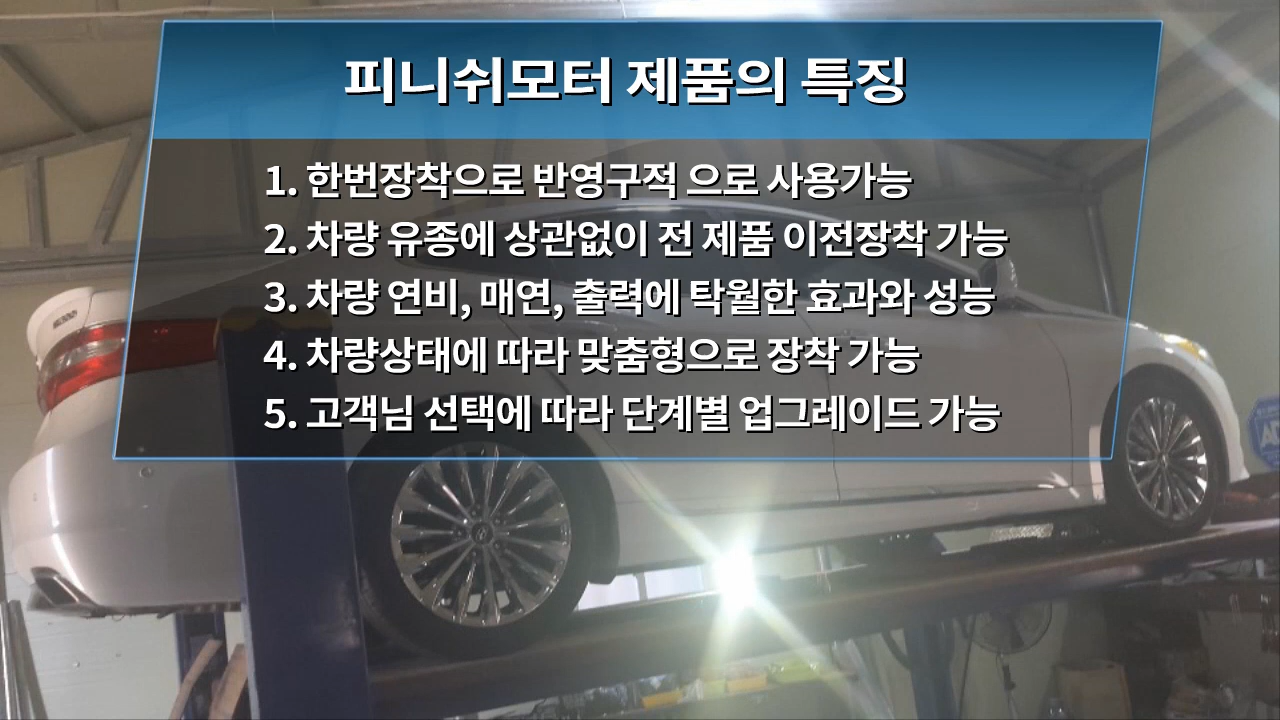 피니쉬모터 제품의 특징
1. 한번장착으로 반영구적 으로 사용가능
2. 차량 유종에 상관없이 전 제품 이전장착 가능
3. 차량 연비, 매연, 출력에 탁월한 효과와 성능
4. 차량상태에 따라 맞춤형으로 장착 가능
5. 고객님 선택에 따라 단계별 업그레이드 가능